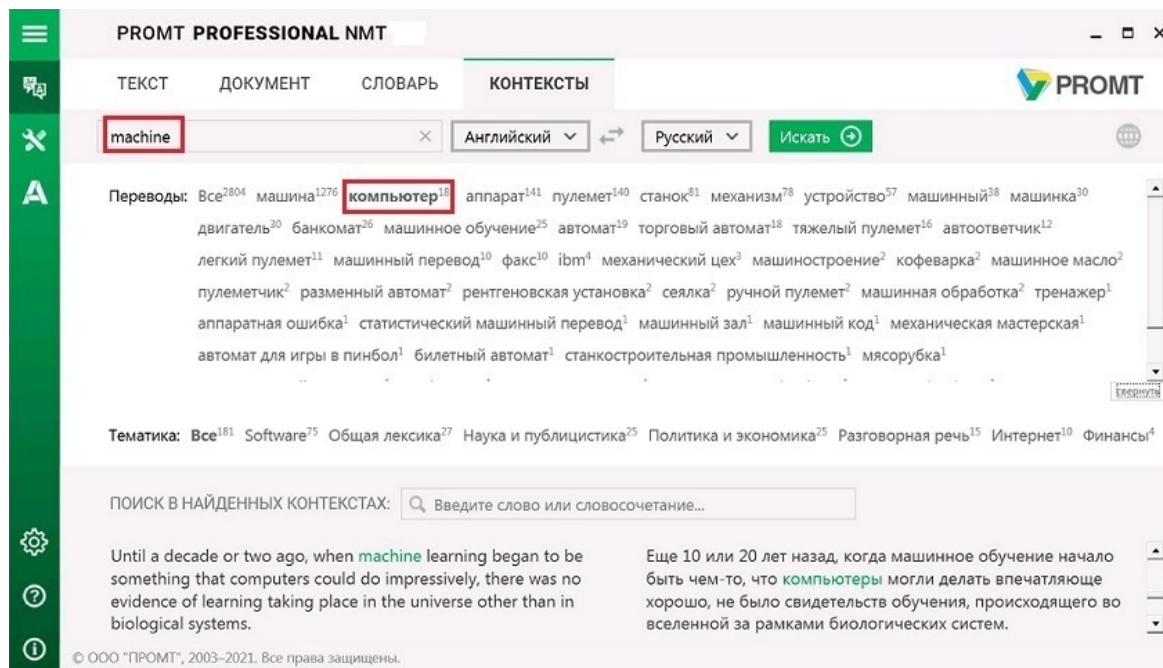 PROMT PROFESSIONAL NMT
ТЕКСТ ДОКУМЕНТ СЛОВАРЬ КОНТЕКСТЫ PROMT
machine Английский Русский Искать
Переводы: Все2804 машина1276 компьютер18 аппарат141 пулемет140 станок81 механизм78 устройство57 машинный38 машинка30
двигатель30 банкомат26 машинное обучение25 автомат19 торговый автомат18 тяжелый пулемет16 автоответчик12
легкий пулемет11 машинный перевод10 факс10 ibm4 механический цех3 машиностроение2 кофеварка2 машинное масло2
пулеметчик2 разменный автомат2 рентгеновская установка2 сеялка2 ручной пулемет2 машинная обработка2 тренажер1
аппаратная ошибка1 статистический машинный перевод1 машинный зал1 машинный код1 механическая мастерская1
автомат для игры в пинбол1 билетный автомат1 станкостроительная промышленность1 мясорубка1
свернуть
Тематика: Все181 Software75 Общая лексика27 Наука и публицистика25 Политика и экономика25 Разговорная речь15 Интернет10 Финансы4
ПОИСК В НАЙДЕННЫХ КОНТЕКСТАХ: Введите слово или словосочетание...
Until a decade or two ago, when machine learning began to be
something that computers could do impressively, there was no
evidence of learning taking place in the universe other than in
biological systems.
Еще 10 или 20 лет назад, когда машинное обучение начало
быть чем-то, что компьютеры могли делать впечатляюще
хорошо, не было свидетельств обучения, происходящего во
вселенной за рамками биологических систем.
© ООО "ПРОМТ", 2003–2021. Все права защищены.